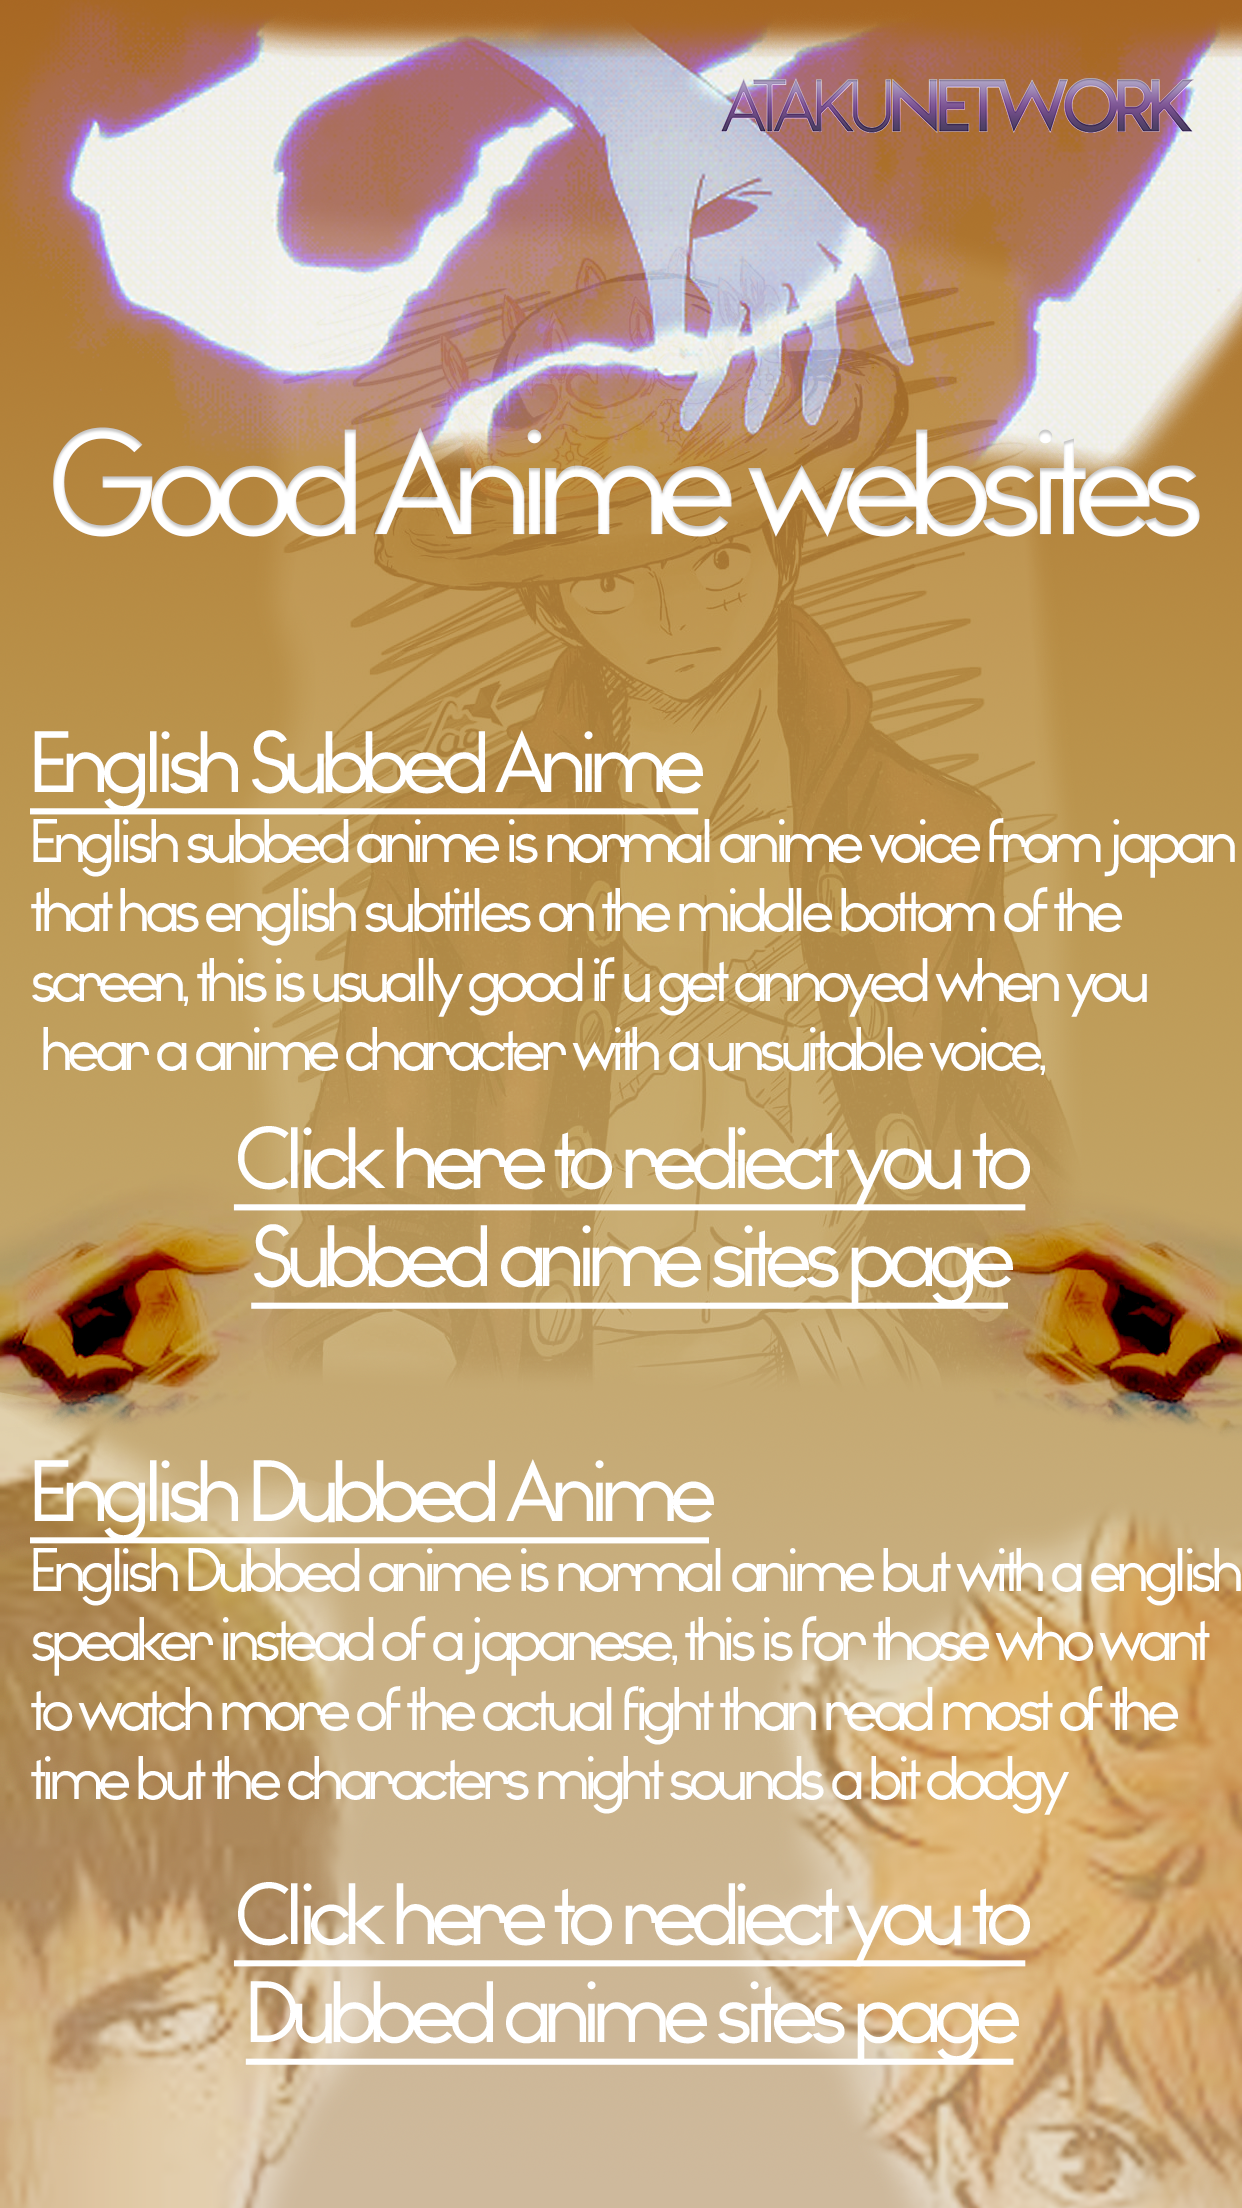 ATAKUNETWORK
Good Anime websites
English Subbed Anime
English subbed anime is normal anime voice from japan
that has english subtitles on the middle bottom of the
screen, this is usually good if u get annoyed when you
hear a anime character with a unsuitable voice,
Click here to rediect you to
Subbed anime sites page
English Dubbed Anime
English Dubbed anime is normal anime but with a english
speaker instead of a japanese, this is for those who want
to watch more of the actual fight than read most of the
time but the characters might sounds a bit dodgy
Click here to rediect you to
Dubbed anime sites page